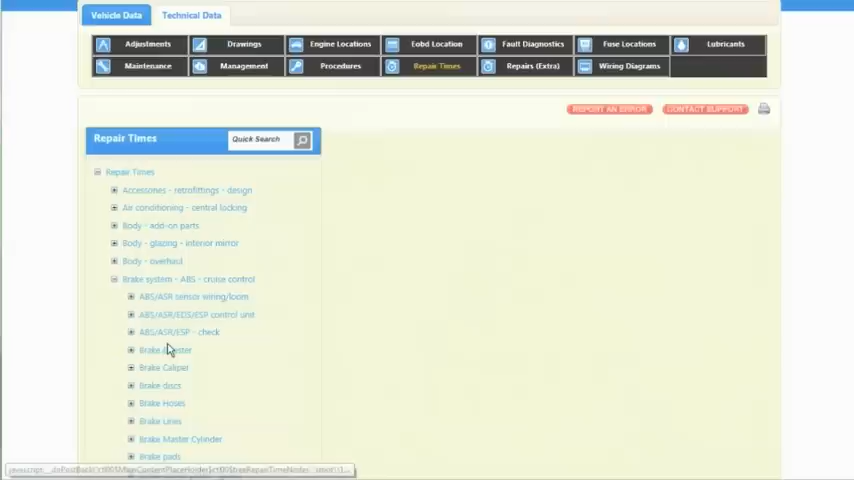 Vehicle Data Technical Data
Adjustments Drawings Engine Locations Eobd Location Fault Diagnostics Fuse Locations Lubricants
Maintenance Management Procedures Repair Times Repairs (Extra) Wiring Diagrams
REPORT AN ERROR CONTACT SUPPORT
Repair Times Quick Search
Repair Times
Accessories - retrofittings - design
Air conditioning - central locking
Body - add-on parts
Body - glazing - interior mirror
Body - overhaul
Brake system - ABS - cruise control
ABS/ASR sensor wiring/loom
ABS/ASR/EDS/ESP control unit
ABS/ASR/ESP - check
Brake
Brake Caliper
Brake discs
Brake Hoses
Brake Lines
Brake Master Cylinder
Brake pads